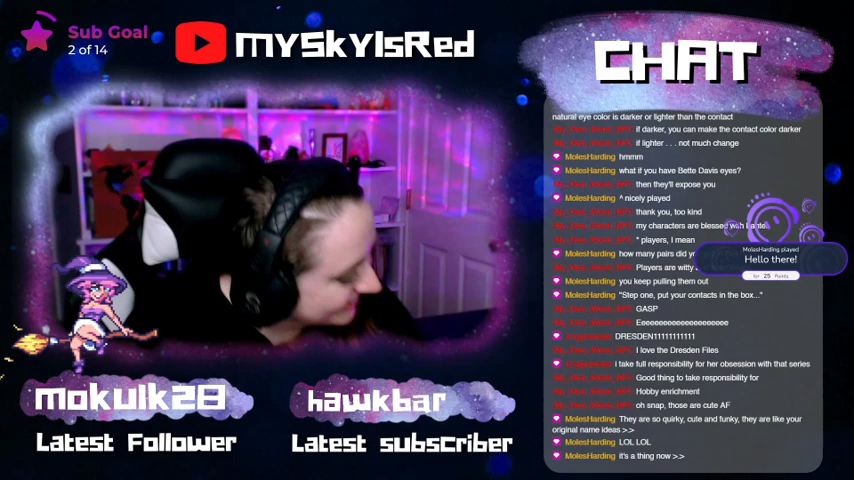 Sub Goal
2 of 14
MYSkyIsRed
CHAT
natural eye color is darker or lighter than the contact
if darker, you can make the contact color darker
if lighter . . . not much change
MolesHarding hmmm
MolesHarding what if you have Bette Davis eyes?
then they'll expose you
MolesHarding ^ nicely played
thank you, too kind
my characters are blessed with
* players, I mean
MolesHarding how many pairs did
Players are witty
MolesHarding you keep pulling them out
MolesHarding "Step one, put your contacts in the box..."
GASP
Eeeeeeeeeeeeeeeeeeee
DRESDEN11111111111
I love the Dresden Files
i take full responsibility for her obsession with that series
Good thing to take responsibility for
Hobby enrichment
oh snap, those are cute AF
MolesHarding They are so quirky, cute and funky, they are like your
original name ideas >.>
MolesHarding LOL LOL
MolesHarding it's a thing now >.>
MolesHarding played
Hello there!
for 25 Points
mokulk28
Latest Follower
hawkbar
Latest subscriber